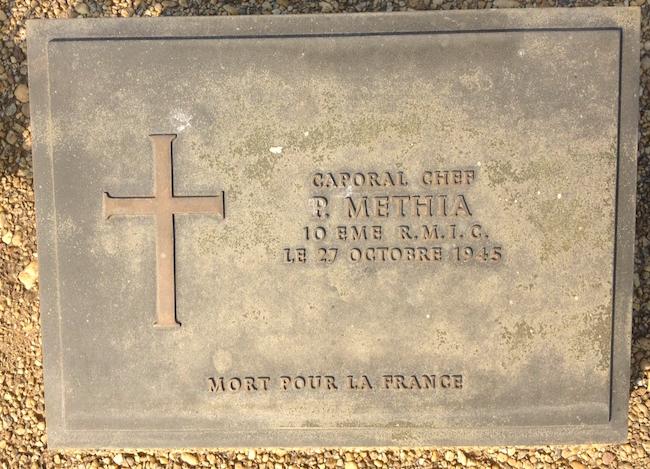 CAPORAL CHEF
P. METHIA
10 EME R.M.I.C.
LE 27 OCTOBRE 1945
MORT POUR LA FRANCE